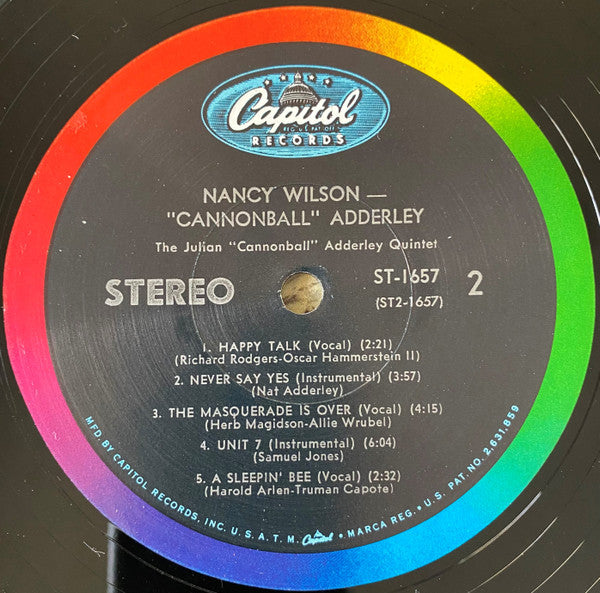 Capitol
REG. U.S. PAT. OFF.
RECORDS
NANCY WILSON —
"CANNONBALL" ADDERLEY
The Julian "Cannonball" Adderley Quintet
STEREO
ST-1657
(ST2-1657)
2
1. HAPPY TALK (Vocal) (2:21)
(Richard Rodgers-Oscar Hammerstein II)
2. NEVER SAY YES (Instrumental) (3:57)
(Nat Adderley)
3. THE MASQUERADE IS OVER (Vocal) (4:15)
(Herb Magidson-Allie Wrubel)
4. UNIT 7 (Instrumental) (6:04)
(Samuel Jones)
5. A SLEEPIN' BEE (Vocal) (2:32)
(Harold Arlen-Truman Capote)
MFD. BY CAPITOL RECORDS, INC. U.S.A. T.M. Capitol • MARCA REG. • U.S. PAT. NO. 2,631,859